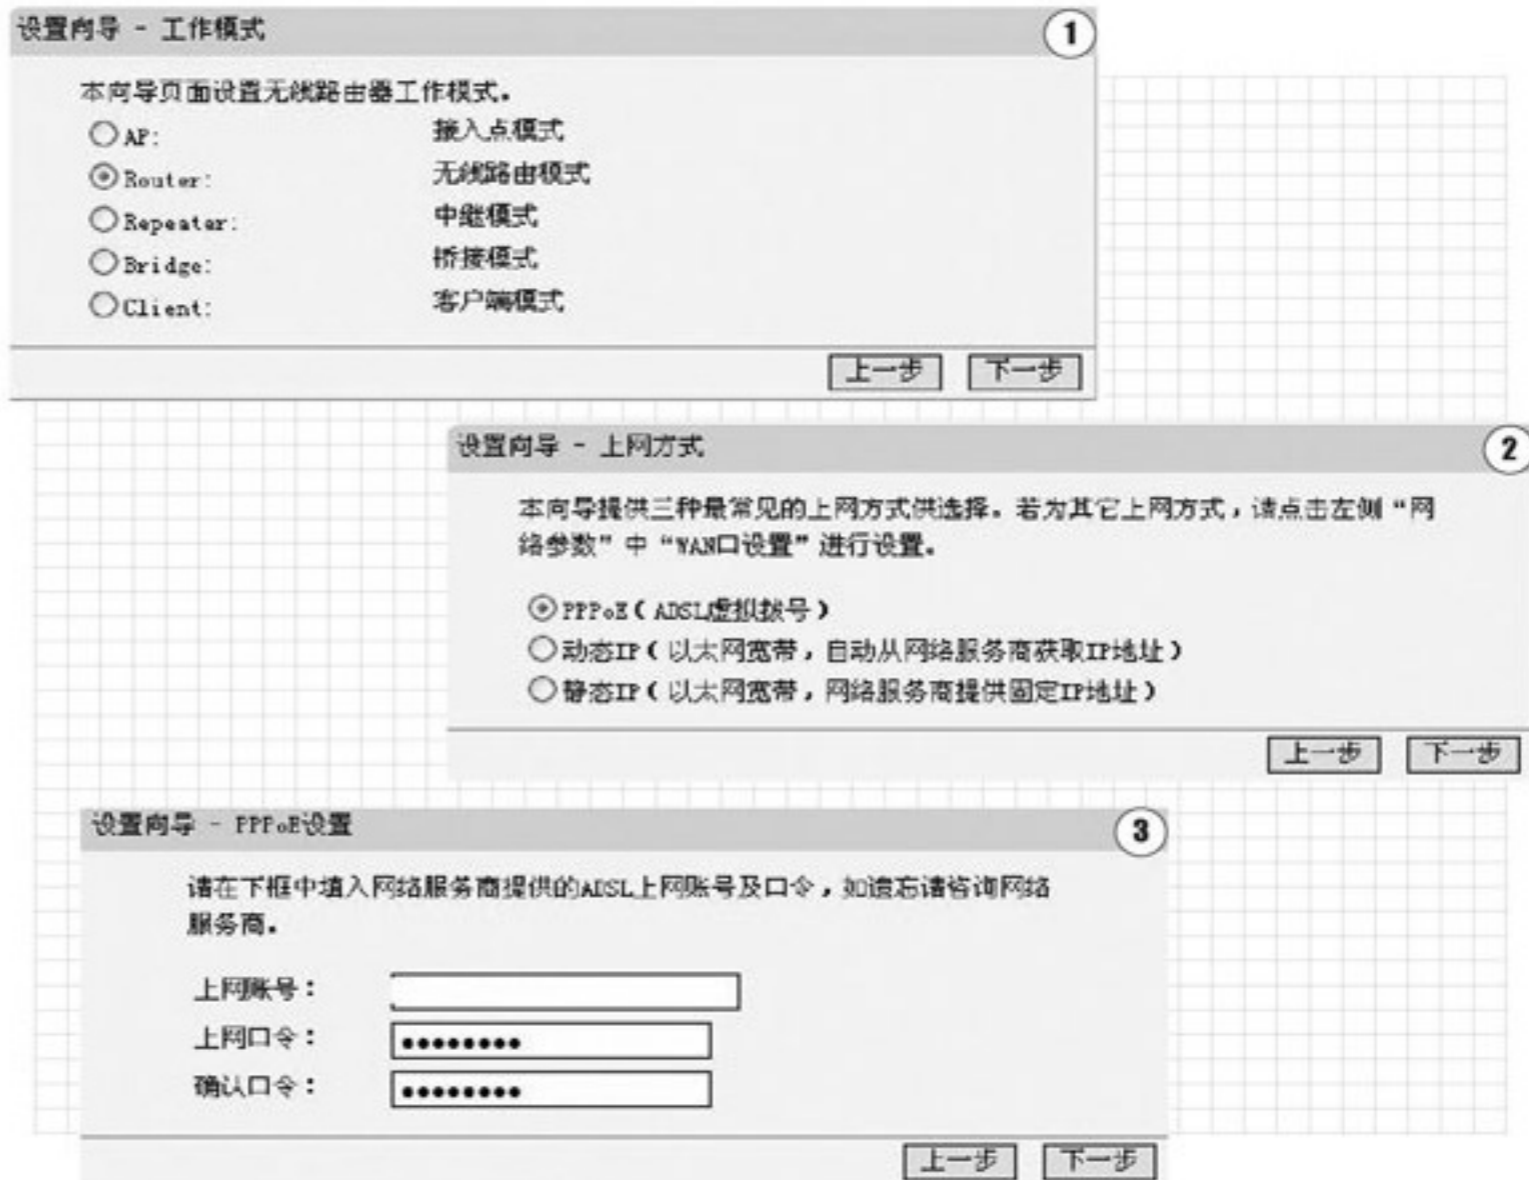 设置向导 - 工作模式
1
本向导页面设置无线路由器工作模式。
AP: 接入点模式
Router: 无线路由模式
Repeater: 中继模式
Bridge: 桥接模式
Client: 客户端模式
上一步 下一步
设置向导 - 上网方式
2
本向导提供三种最常见的上网方式供选择。若为其它上网方式，请点击左侧“网
络参数”中“WAN口设置”进行设置。
PPPoE（ADSL虚拟拨号）
动态IP（以太网宽带，自动从网络服务商获取IP地址）
静态IP（以太网宽带，网络服务商提供固定IP地址）
上一步 下一步
设置向导 - PPPoE设置
3
请在下框中填入网络服务商提供的ADSL上网账号及口令，如遗忘请咨询网络
服务商。
上网账号：
上网口令： ●●●●●●●●
确认口令： ●●●●●●●●
上一步 下一步